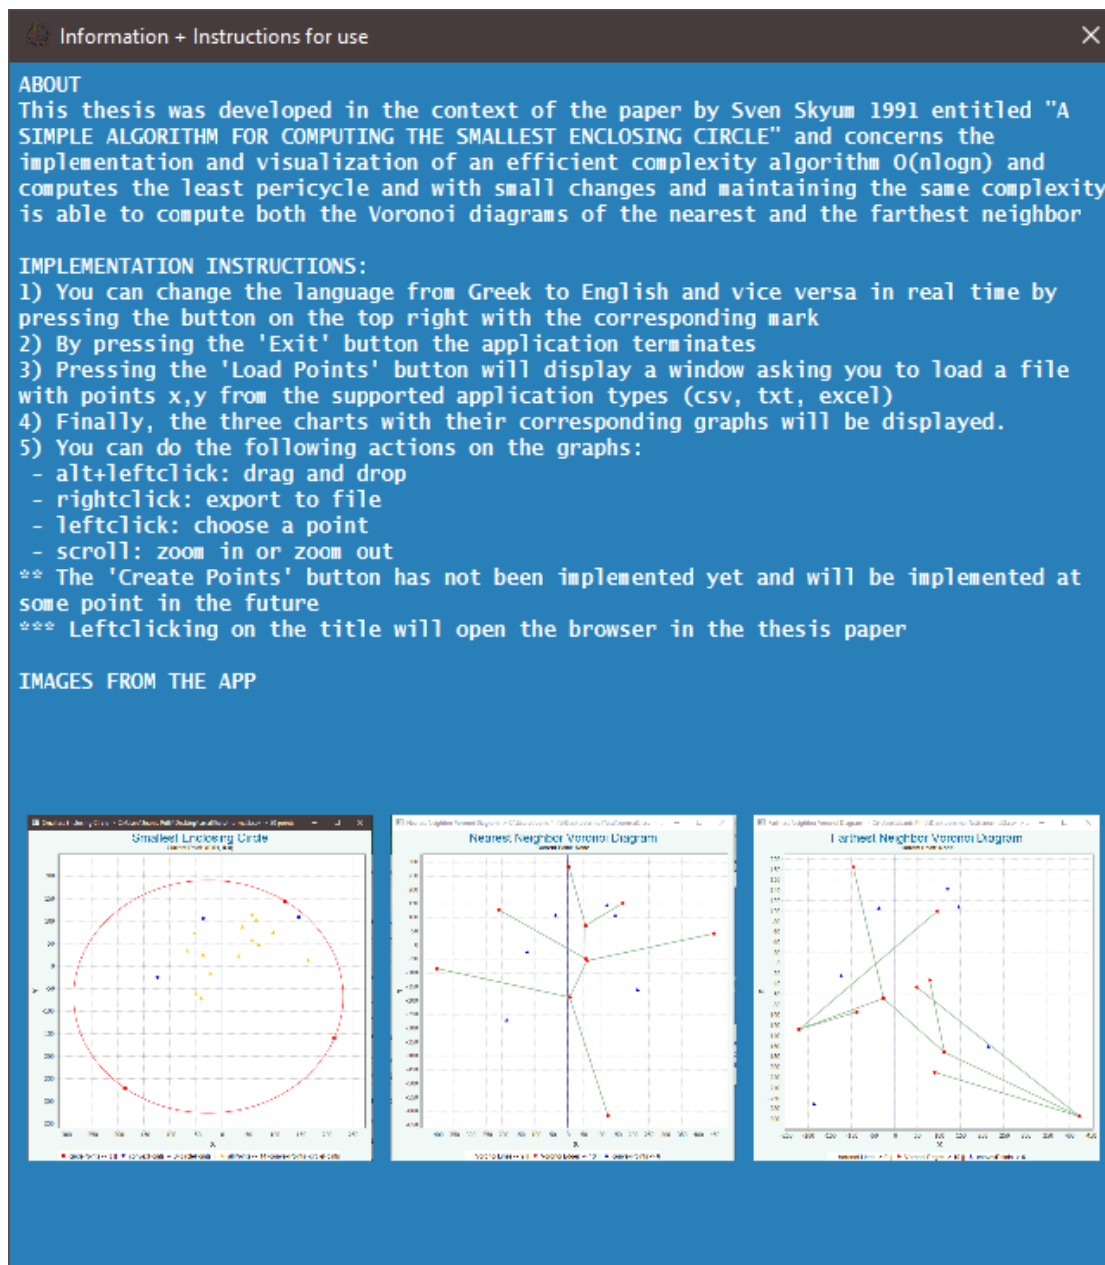 Information + Instructions for use
ABOUT
This thesis was developed in the context of the paper by Sven Skyum 1991 entitled "A
SIMPLE ALGORITHM FOR COMPUTING THE SMALLEST ENCLOSING CIRCLE" and concerns the
implementation and visualization of an efficient complexity algorithm O(nlogn) and
computes the least pericycle and with small changes and maintaining the same complexity
is able to compute both the Voronoi diagrams of the nearest and the farthest neighbor
IMPLEMENTATION INSTRUCTIONS:
1) You can change the language from Greek to English and vice versa in real time by
pressing the button on the top right with the corresponding mark
2) By pressing the 'Exit' button the application terminates
3) Pressing the 'Load Points' button will display a window asking you to load a file
with points x,y from the supported application types (csv, txt, excel)
4) Finally, the three charts with their corresponding graphs will be displayed.
5) You can do the following actions on the graphs:
- alt+leftclick: drag and drop
- rightclick: export to file
- leftclick: choose a point
- scroll: zoom in or zoom out
** The 'Create Points' button has not been implemented yet and will be implemented at
some point in the future
*** Leftclicking on the title will open the browser in the thesis paper
IMAGES FROM THE APP
Smallest Enclosing Circle
Nearest Neighbor Voronoi Diagram
Farthest Neighbor Voronoi Diagram